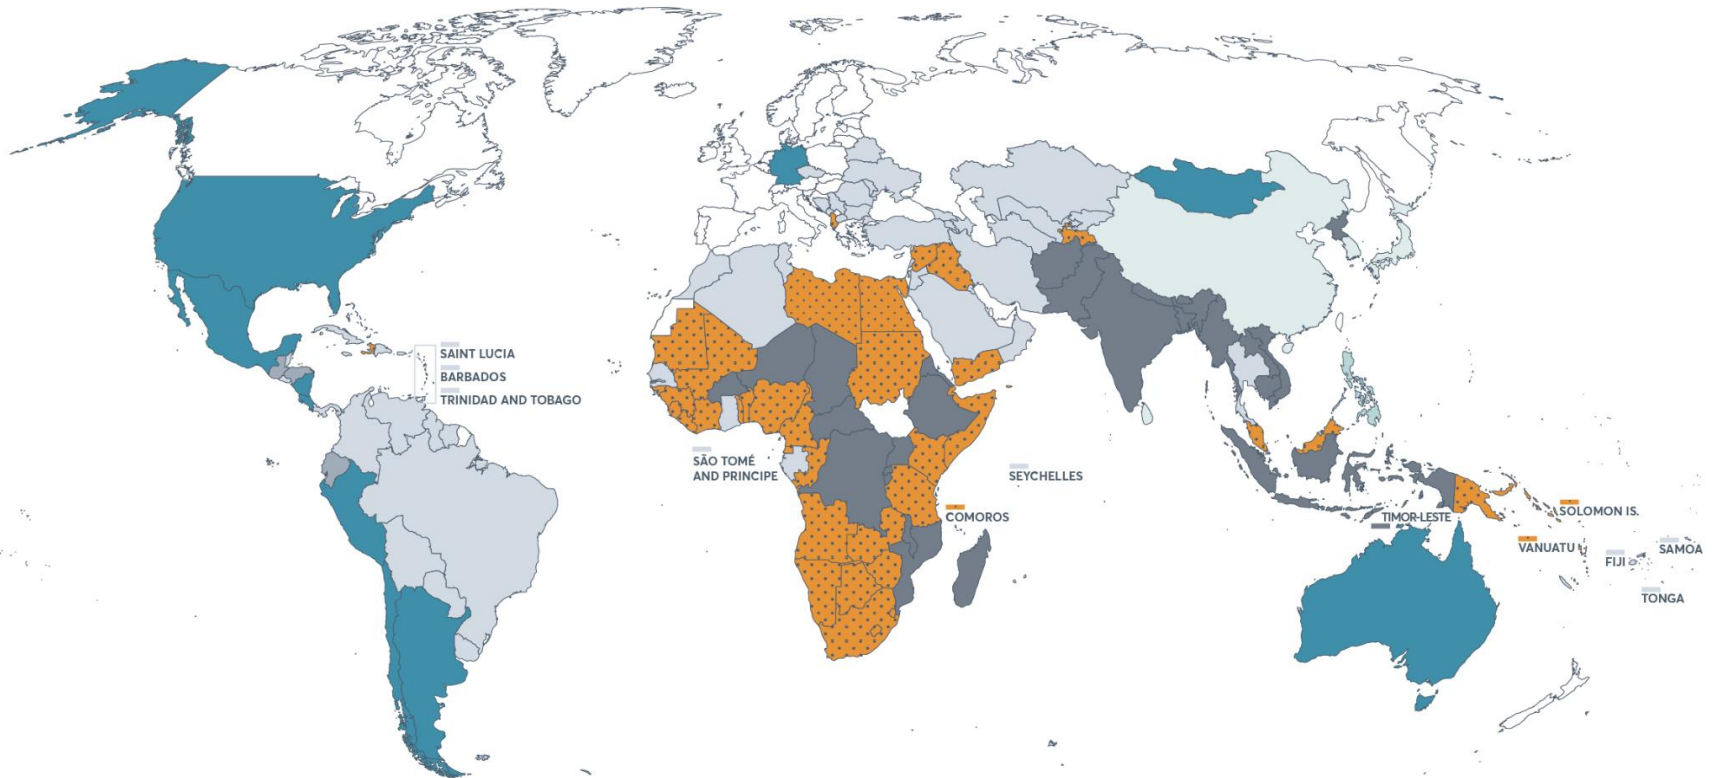 SAINT LUCIA
BARBADOS
TRINIDAD AND TOBAGO
SÃO TOMÉ
AND PRINCIPE
SEYCHELLES
COMOROS
TIMOR-LESTE
SOLOMON IS.
VANUATU
FIJI
SAMOA
TONGA